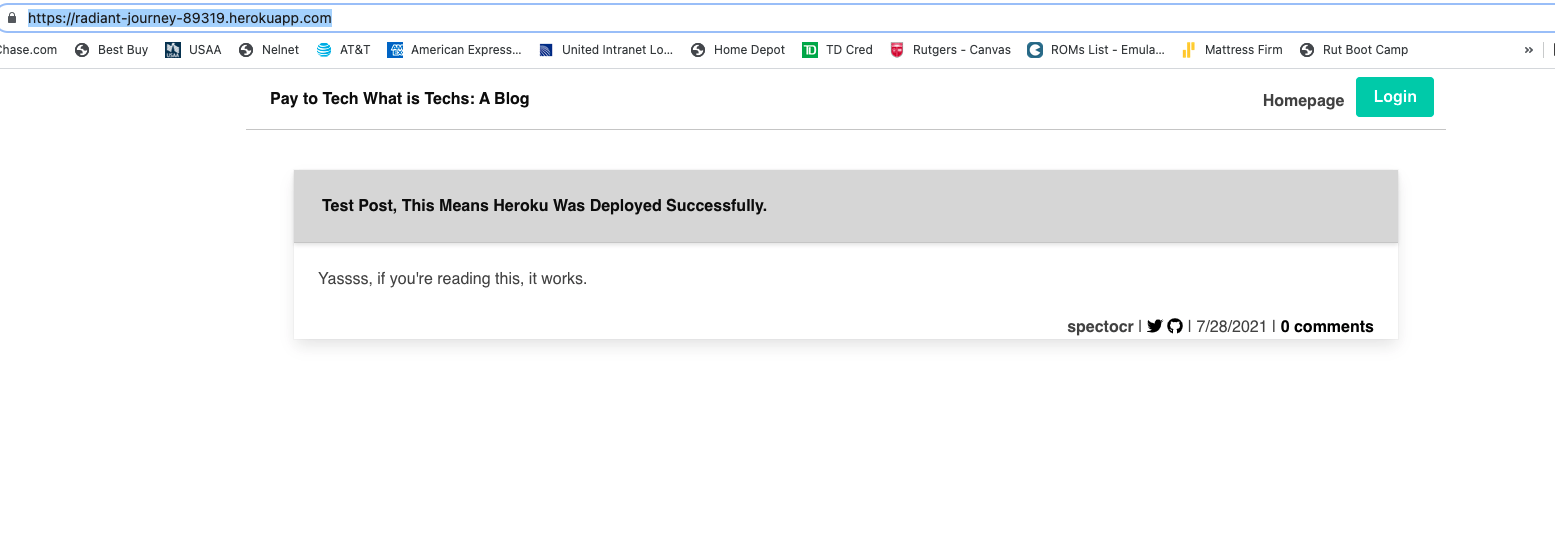 https://radiant-journey-89319.herokuapp.com
Chase.com Best Buy USAA Nelnet AT&T American Express... United Intranet Lo... Home Depot TD Cred Rutgers - Canvas ROMs List - Emula... Mattress Firm Rut Boot Camp »
Pay to Tech What is Techs: A Blog Homepage Login
Test Post, This Means Heroku Was Deployed Successfully.
Yassss, if you're reading this, it works.
spectocr | | 7/28/2021 | 0 comments